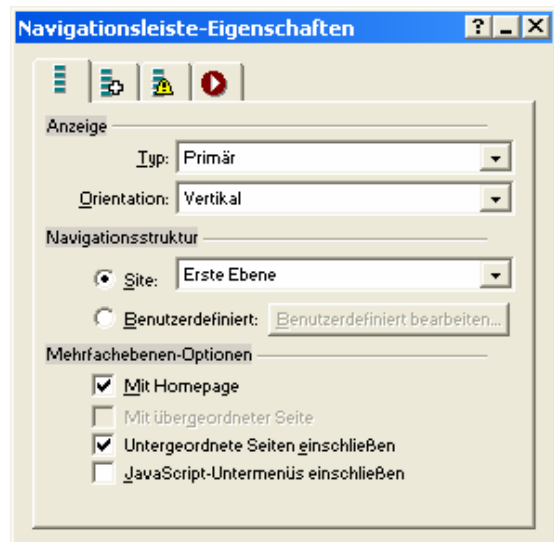 Navigationsleiste-Eigenschaften
Anzeige
Typ: Primär
Orientation: Vertikal
Navigationsstruktur
Site: Erste Ebene
Benutzerdefiniert: Benutzerdefiniert bearbeiten...
Mehrfachebenen-Optionen
Mit Homepage
Mit übergeordneter Seite
Untergeordnete Seiten einschließen
JavaScript-Untermenüs einschließen